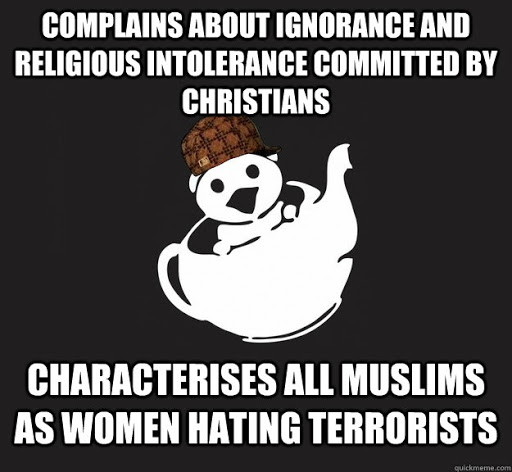 COMPLAINS ABOUT IGNORANCE AND
RELIGIOUS INTOLERANCE COMMITTED BY
CHRISTIANS
CHARACTERISES ALL MUSLIMS
AS WOMEN HATING TERRORISTS
quickmeme.com